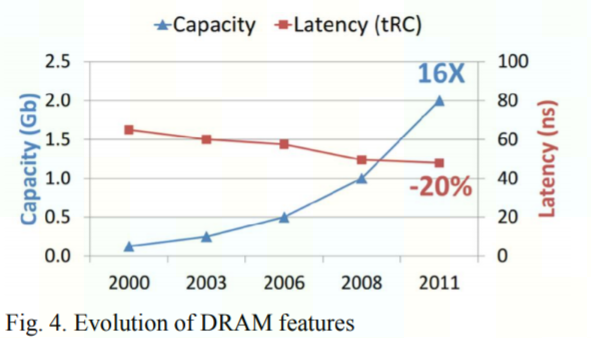 Capacity Latency (tRC)
2.5 100
16X
2.0 80
1.5 60
1.0 40
-20%
0.5 20
0.0 0
Capacity (Gb)
Latency (ns)
2000 2003 2006 2008 2011
Fig. 4. Evolution of DRAM features